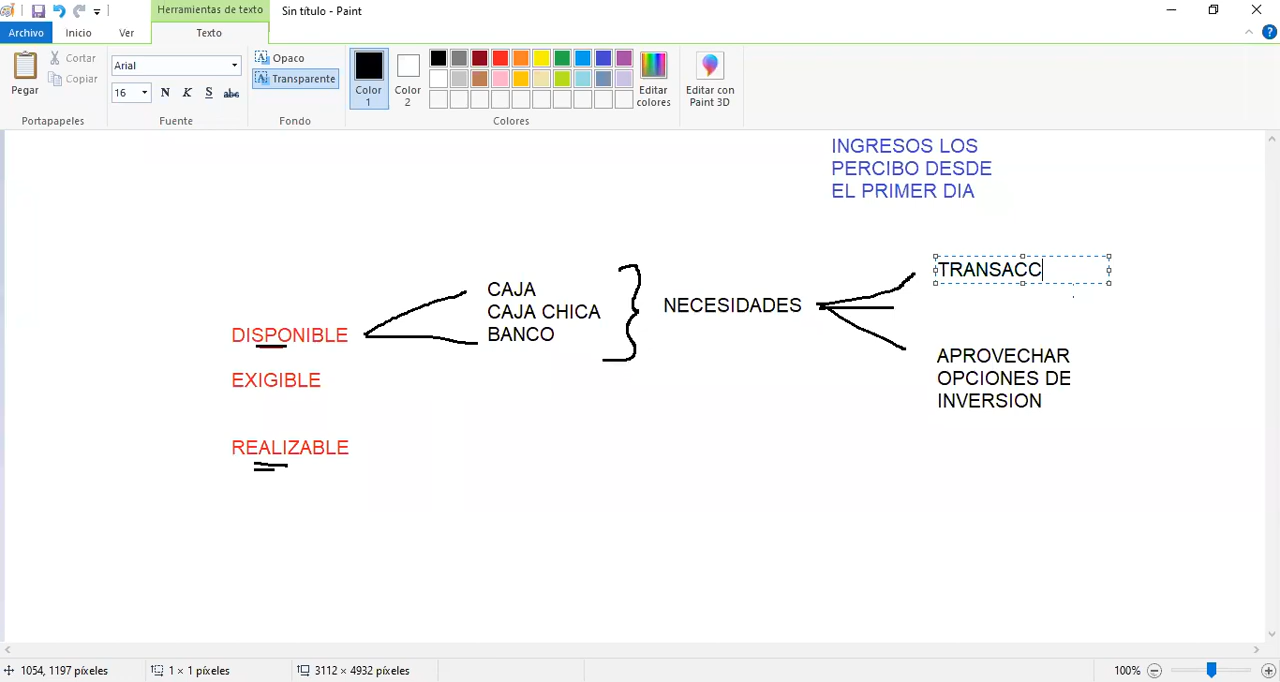 Herramientas de texto
Sin título - Paint
Archivo
Inicio
Ver
Texto
Pegar
Cortar
Copiar
Portapapeles
Arial
16
N K S abc
Fuente
Opaco
Transparente
Fondo
Color 1
Color 2
Editar colores
Editar con Paint 3D
Colores
INGRESOS LOS
PERCIBO DESDE
EL PRIMER DIA
TRANSACC
CAJA
CAJA CHICA
BANCO
NECESIDADES
DISPONIBLE
EXIGIBLE
REALIZABLE
APROVECHAR
OPCIONES DE
INVERSION
1054, 1197 píxeles
1 × 1 píxeles
3112 × 4932 píxeles
100%